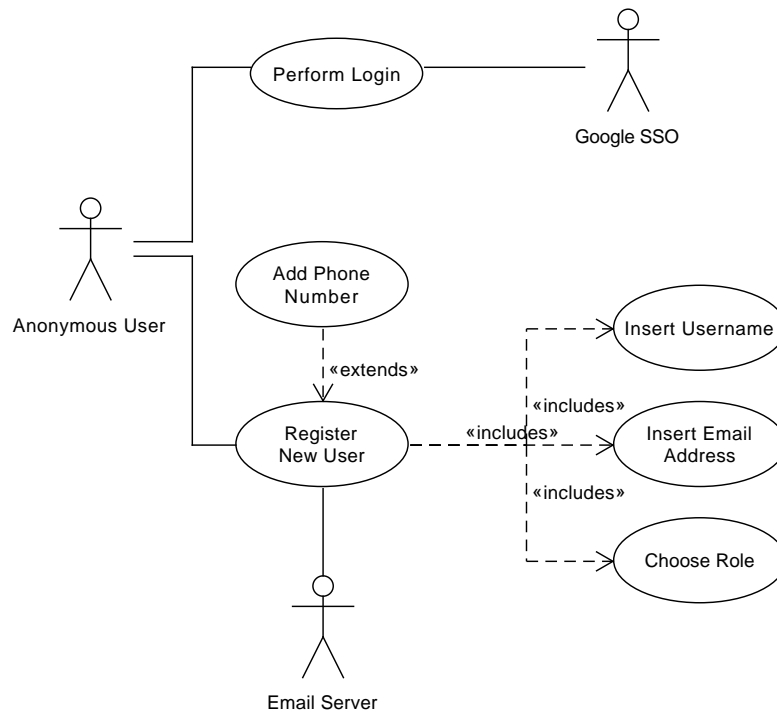 Perform Login
Google SSO
Anonymous User
Add Phone
Number
Insert Username
«extends»
«includes»
Register
New User
«includes»
Insert Email
Address
«includes»
Choose Role
Email Server